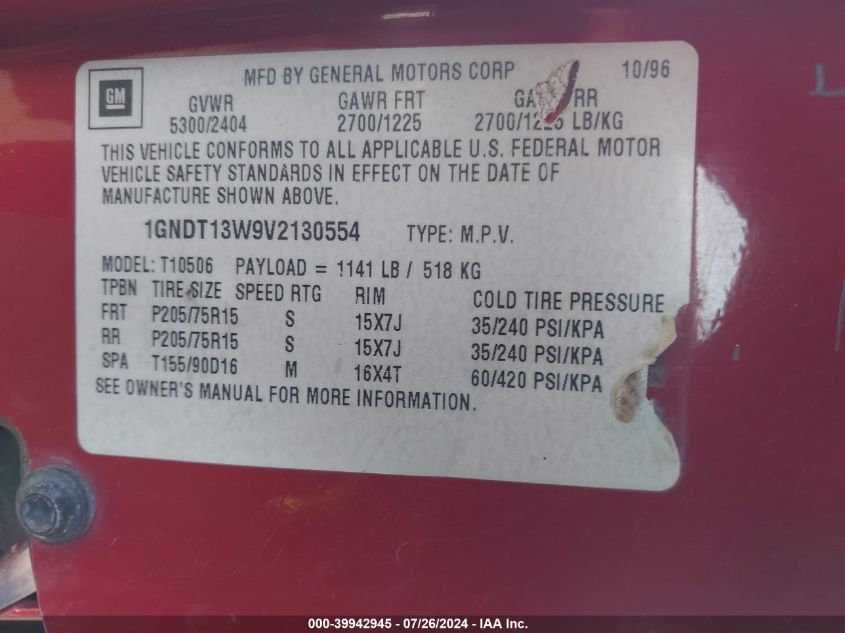 MFD BY GENERAL MOTORS CORP 10/96
GM
GVWR GAWR FRT RR
5300/2404 2700/1225 LB/KG
THIS VEHICLE CONFORMS TO ALL APPLICABLE U.S. FEDERAL MOTOR
VEHICLE SAFETY STANDARDS IN EFFECT ON THE DATE OF
MANUFACTURE SHOWN ABOVE.
1GNDT13W9V2130554 TYPE: M.P.V.
MODEL: T10506 PAYLOAD = 1141 LB / 518 KG
TPBN TIRE SIZE SPEED RTG RIM COLD TIRE PRESSURE
FRT P205/75R15 S 15X7J 35/240 PSI/KPA
RR P205/75R15 S 15X7J 35/240 PSI/KPA
SPA T155/90D16 M 16X4T 60/420 PSI/KPA
SEE OWNER'S MANUAL FOR MORE INFORMATION.
000-39942945 - 07/26/2024 - IAA Inc.